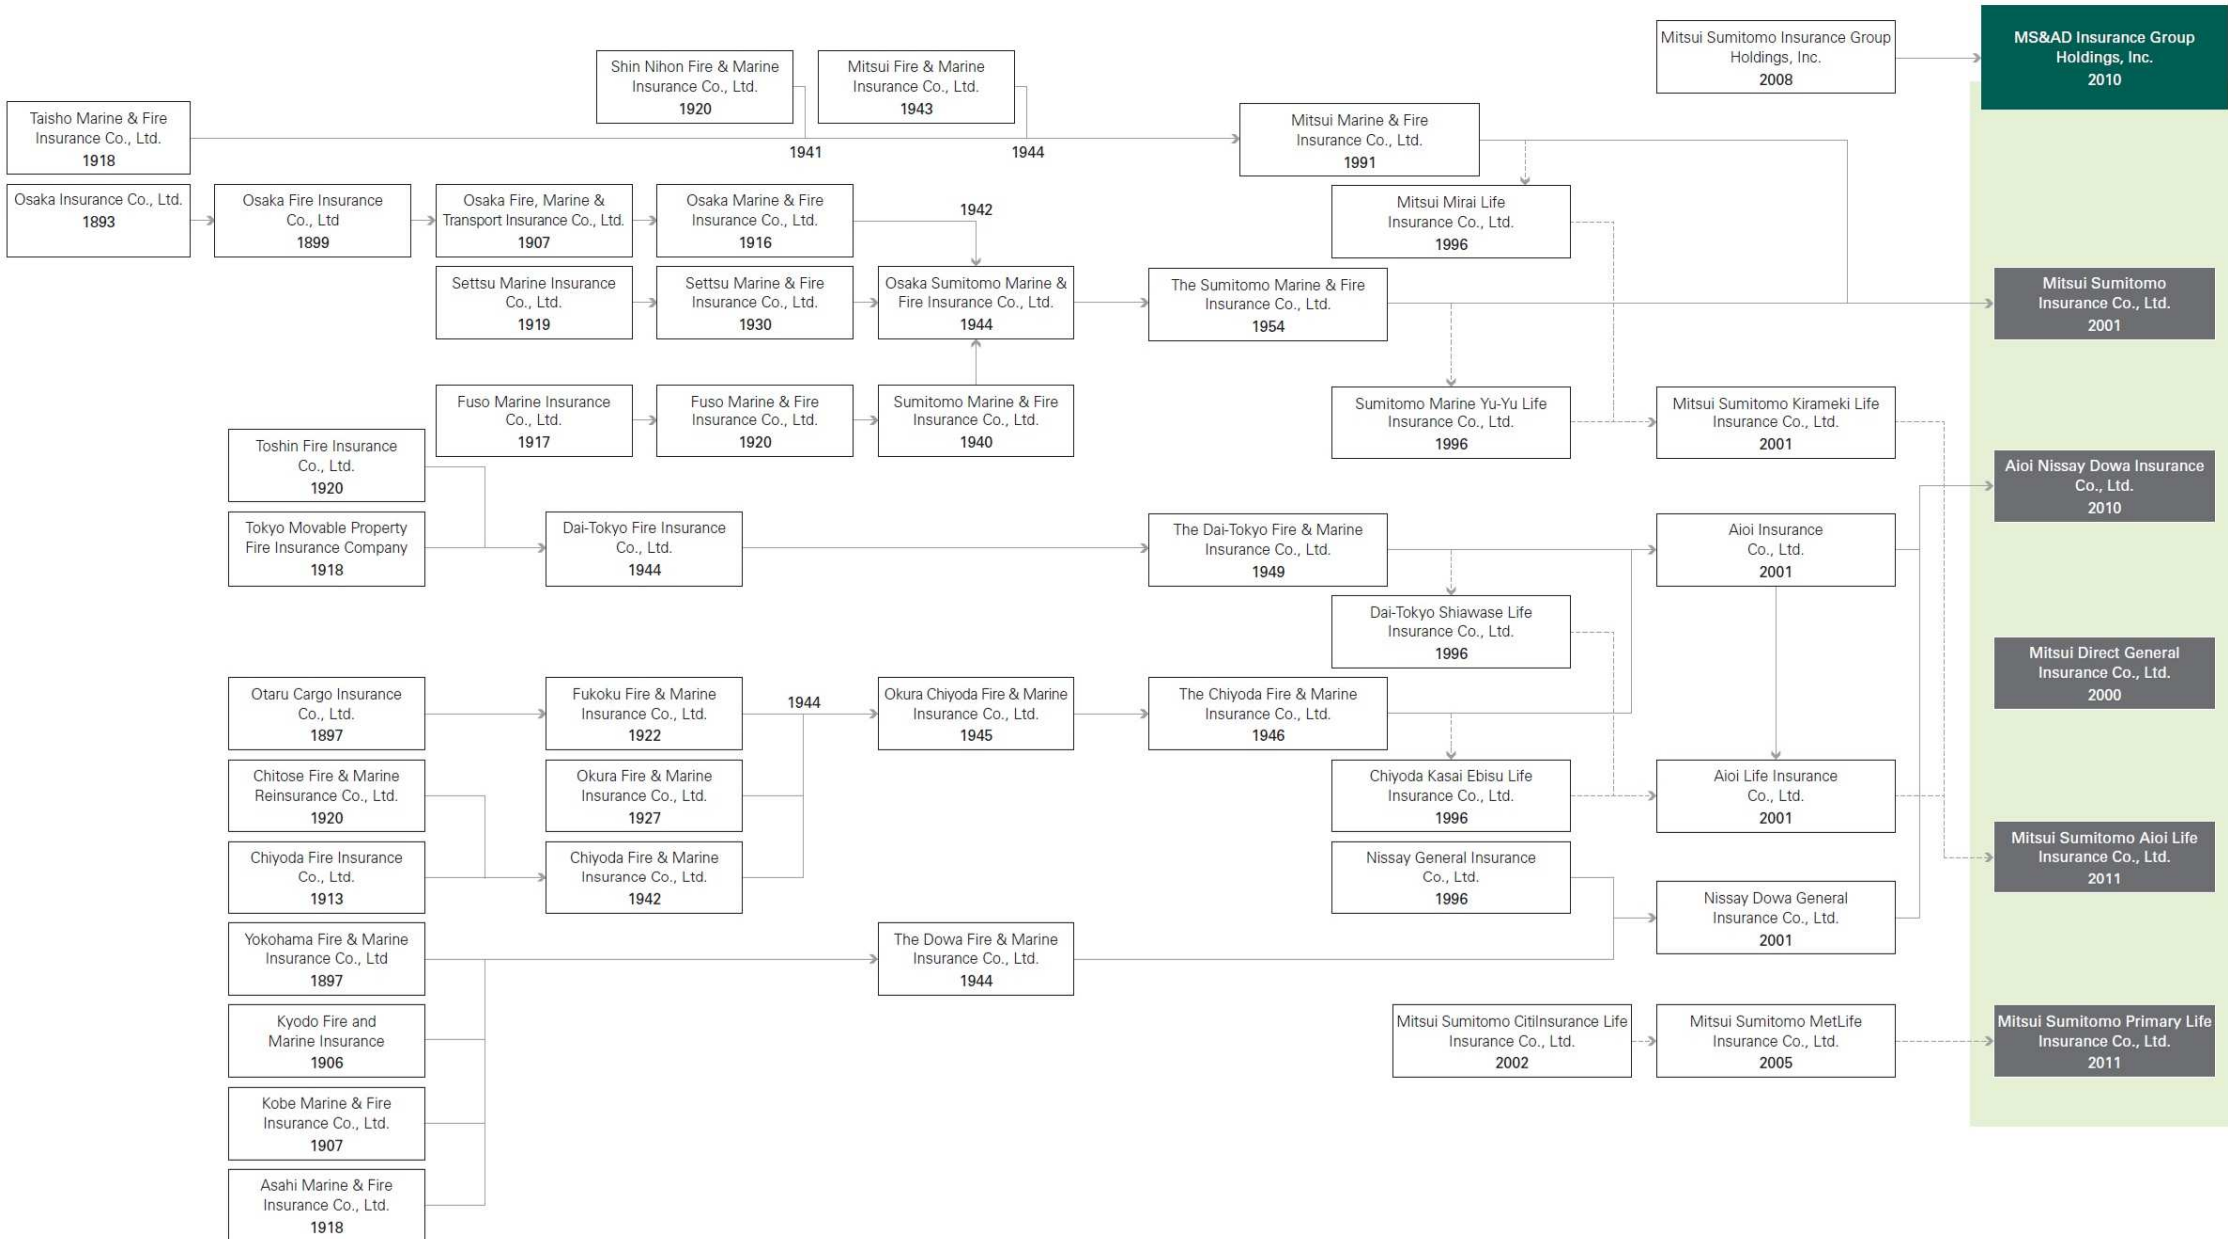 Mitsui Sumitomo Insurance Group
Holdings, Inc.
2008
MS&AD Insurance Group
Holdings, Inc.
2010
Shin Nihon Fire & Marine
Insurance Co., Ltd.
1920
Mitsui Fire & Marine
Insurance Co., Ltd.
1943
Taisho Marine & Fire
Insurance Co., Ltd.
1918
1941
1944
Mitsui Marine & Fire
Insurance Co., Ltd.
1991
Osaka Insurance Co., Ltd.
1893
Osaka Fire Insurance
Co., Ltd
1899
Osaka Fire, Marine &
Transport Insurance Co., Ltd.
1907
Osaka Marine & Fire
Insurance Co., Ltd.
1916
1942
Mitsui Mirai Life
Insurance Co., Ltd.
1996
Settsu Marine Insurance
Co., Ltd.
1919
Settsu Marine & Fire
Insurance Co., Ltd.
1930
Osaka Sumitomo Marine &
Fire Insurance Co., Ltd.
1944
The Sumitomo Marine & Fire
Insurance Co., Ltd.
1954
Mitsui Sumitomo
Insurance Co., Ltd.
2001
Fuso Marine Insurance
Co., Ltd.
1917
Fuso Marine & Fire
Insurance Co., Ltd.
1920
Sumitomo Marine & Fire
Insurance Co., Ltd.
1940
Sumitomo Marine Yu-Yu Life
Insurance Co., Ltd.
1996
Mitsui Sumitomo Kirameki Life
Insurance Co., Ltd.
2001
Toshin Fire Insurance
Co., Ltd.
1920
Aioi Nissay Dowa Insurance
Co., Ltd.
2010
Tokyo Movable Property
Fire Insurance Company
1918
Dai-Tokyo Fire Insurance
Co., Ltd.
1944
The Dai-Tokyo Fire & Marine
Insurance Co., Ltd.
1949
Aioi Insurance
Co., Ltd.
2001
Dai-Tokyo Shiawase Life
Insurance Co., Ltd.
1996
Mitsui Direct General
Insurance Co., Ltd.
2000
Otaru Cargo Insurance
Co., Ltd.
1897
Fukoku Fire & Marine
Insurance Co., Ltd.
1922
1944
Okura Chiyoda Fire & Marine
Insurance Co., Ltd.
1945
The Chiyoda Fire & Marine
Insurance Co., Ltd.
1946
Chitose Fire & Marine
Reinsurance Co., Ltd.
1920
Okura Fire & Marine
Insurance Co., Ltd.
1927
Chiyoda Kasai Ebisu Life
Insurance Co., Ltd.
1996
Aioi Life Insurance
Co., Ltd.
2001
Mitsui Sumitomo Aioi Life
Insurance Co., Ltd.
2011
Chiyoda Fire Insurance
Co., Ltd.
1913
Chiyoda Fire & Marine
Insurance Co., Ltd.
1942
Nissay General Insurance
Co., Ltd.
1996
Nissay Dowa General
Insurance Co., Ltd.
2001
Yokohama Fire & Marine
Insurance Co., Ltd
1897
The Dowa Fire & Marine
Insurance Co., Ltd.
1944
Kyodo Fire and
Marine Insurance
1906
Mitsui Sumitomo CitiInsurance Life
Insurance Co., Ltd.
2002
Mitsui Sumitomo MetLife
Insurance Co., Ltd.
2005
Mitsui Sumitomo Primary Life
Insurance Co., Ltd.
2011
Kobe Marine & Fire
Insurance Co., Ltd.
1907
Asahi Marine & Fire
Insurance Co., Ltd.
1918